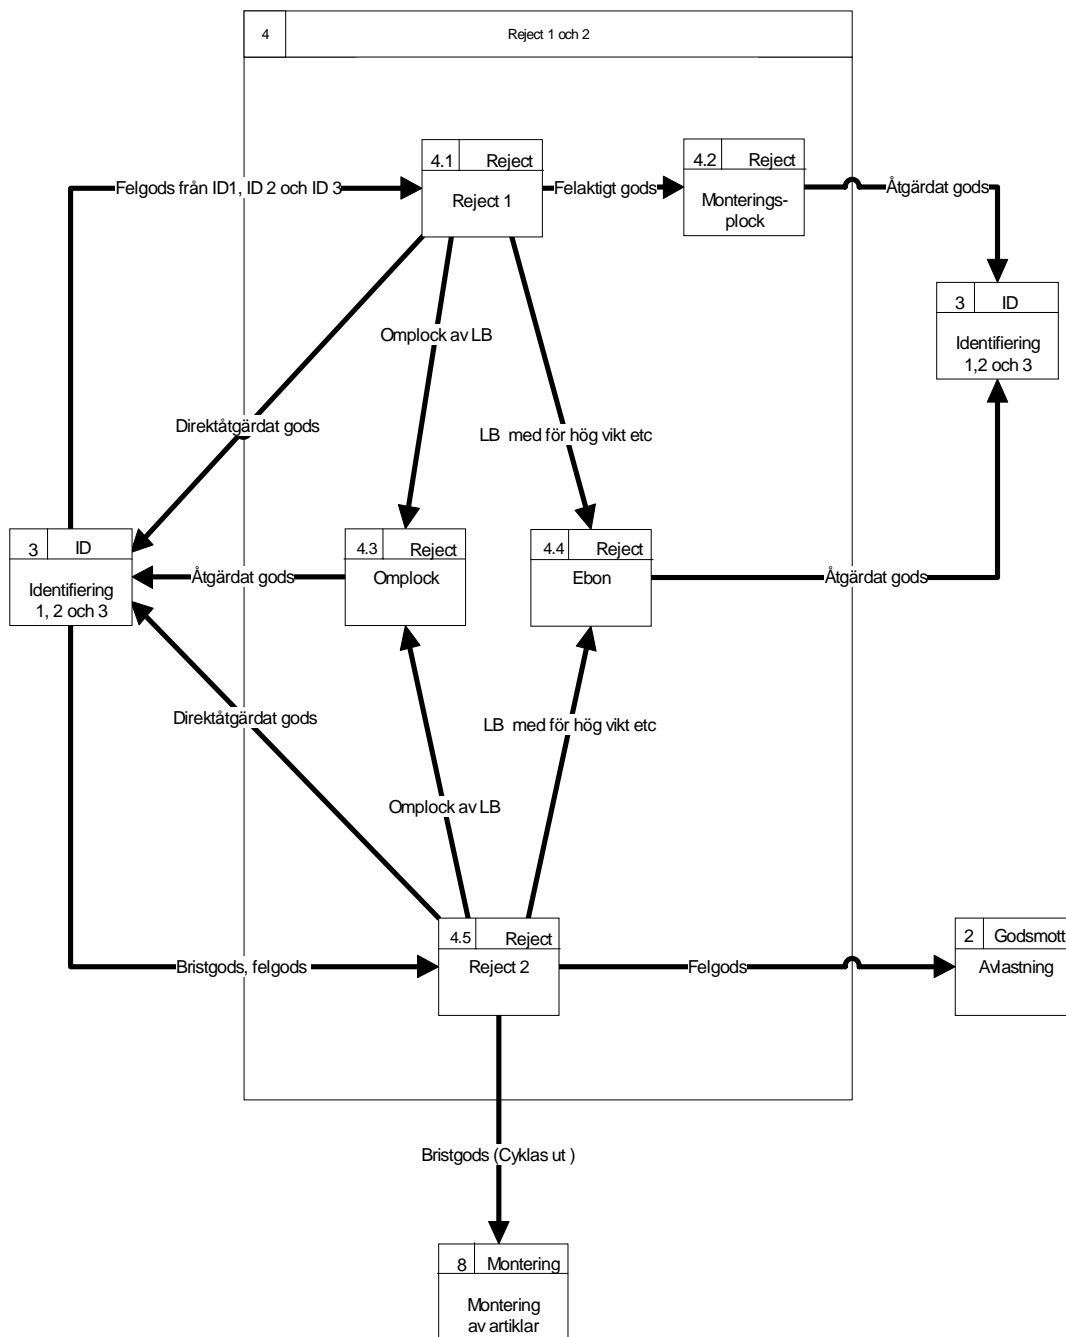 4
Reject 1 och 2
4.1 Reject
Reject 1
4.2 Reject
Monterings-
plock
Felgods från ID1, ID 2 och ID 3
Felaktigt gods
Åtgärdat gods
3 ID
Identifiering
1,2 och 3
Omplock av LB
Direktåtgärdat gods
LB med för hög vikt etc
3 ID
Identifiering
1, 2 och 3
4.3 Reject
Omplock
4.4 Reject
Ebon
Åtgärdat gods
Åtgärdat gods
Direktåtgärdat gods
LB med för hög vikt etc
Omplock av LB
4.5 Reject
Reject 2
2 Godsmott
Avlastning
Bristgods, felgods
Felgods
Bristgods (Cyklas ut )
8 Montering
Montering
av artiklar